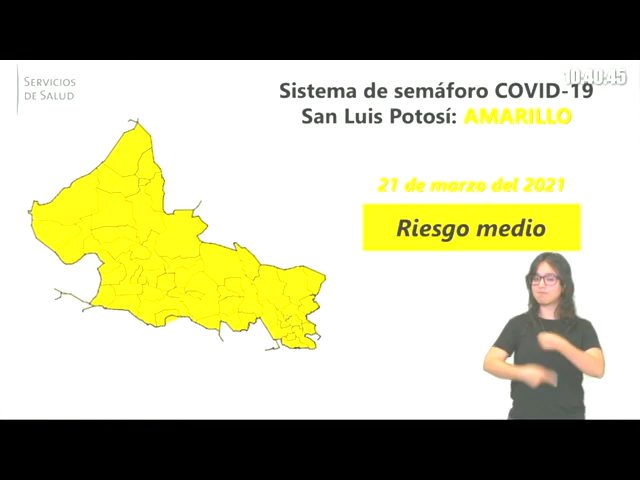 SERVICIOS
DE SALUD
10:40:45
Sistema de semáforo COVID-19
San Luis Potosí: AMARILLO
21 de marzo del 2021
Riesgo medio